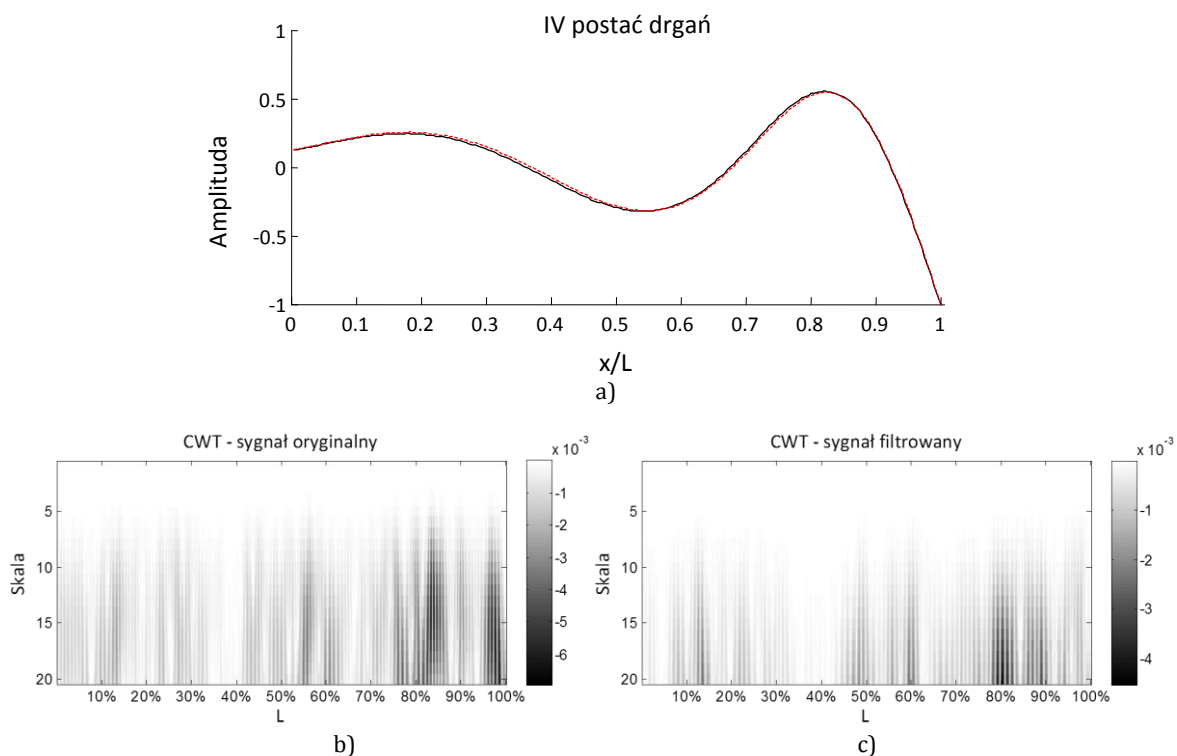 IV postać drgań
1
0.5
0
-0.5
-1
Amplituda
0 0.1 0.2 0.3 0.4 0.5 0.6 0.7 0.8 0.9 1
x/L
a)
CWT - sygnał oryginalny
x 10⁻³
5
10
15
20
Skala
10% 20% 30% 40% 50% 60% 70% 80% 90% 100%
L
-1
-2
-3
-4
-5
-6
b)
CWT - sygnał filtrowany
x 10⁻³
5
10
15
20
Skala
10% 20% 30% 40% 50% 60% 70% 80% 90% 100%
L
0
-1
-2
-3
-4
c)